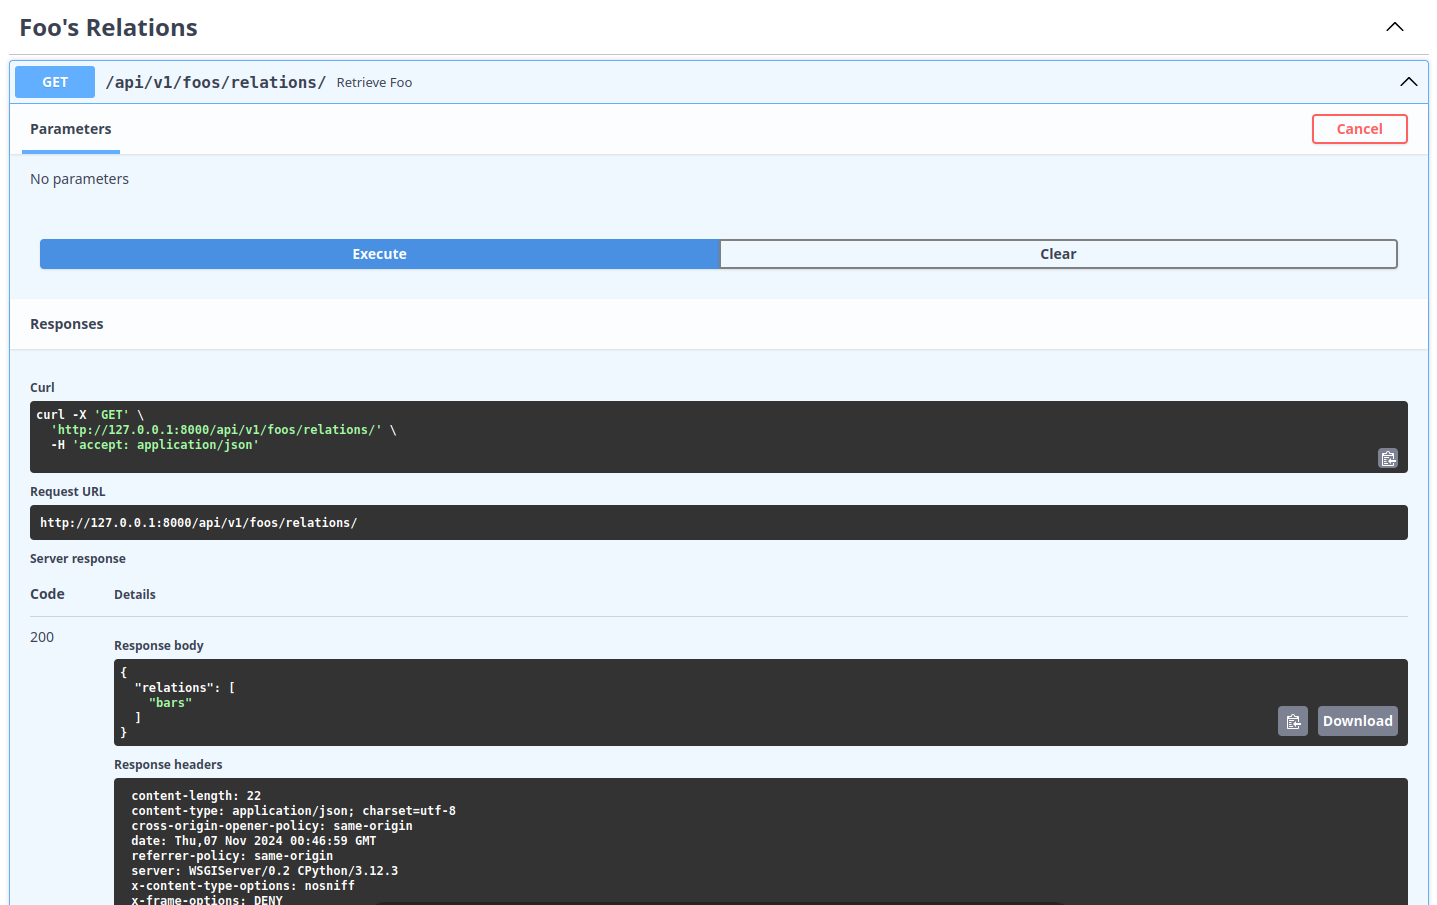 Foo's Relations
GET /api/v1/foos/relations/ Retrieve Foo
Parameters
Cancel
No parameters
Execute
Clear
Responses
Curl
curl -X 'GET' \
  'http://127.0.0.1:8000/api/v1/foos/relations/' \
  -H 'accept: application/json'
Request URL
http://127.0.0.1:8000/api/v1/foos/relations/
Server response
Code Details
200
Response body
{
  "relations": [
    "bars"
  ]
}
Download
Response headers
content-length: 22
content-type: application/json; charset=utf-8
cross-origin-opener-policy: same-origin
date: Thu,07 Nov 2024 00:46:59 GMT
referrer-policy: same-origin
server: WSGIServer/0.2 CPython/3.12.3
x-content-type-options: nosniff
x-frame-options: DENY